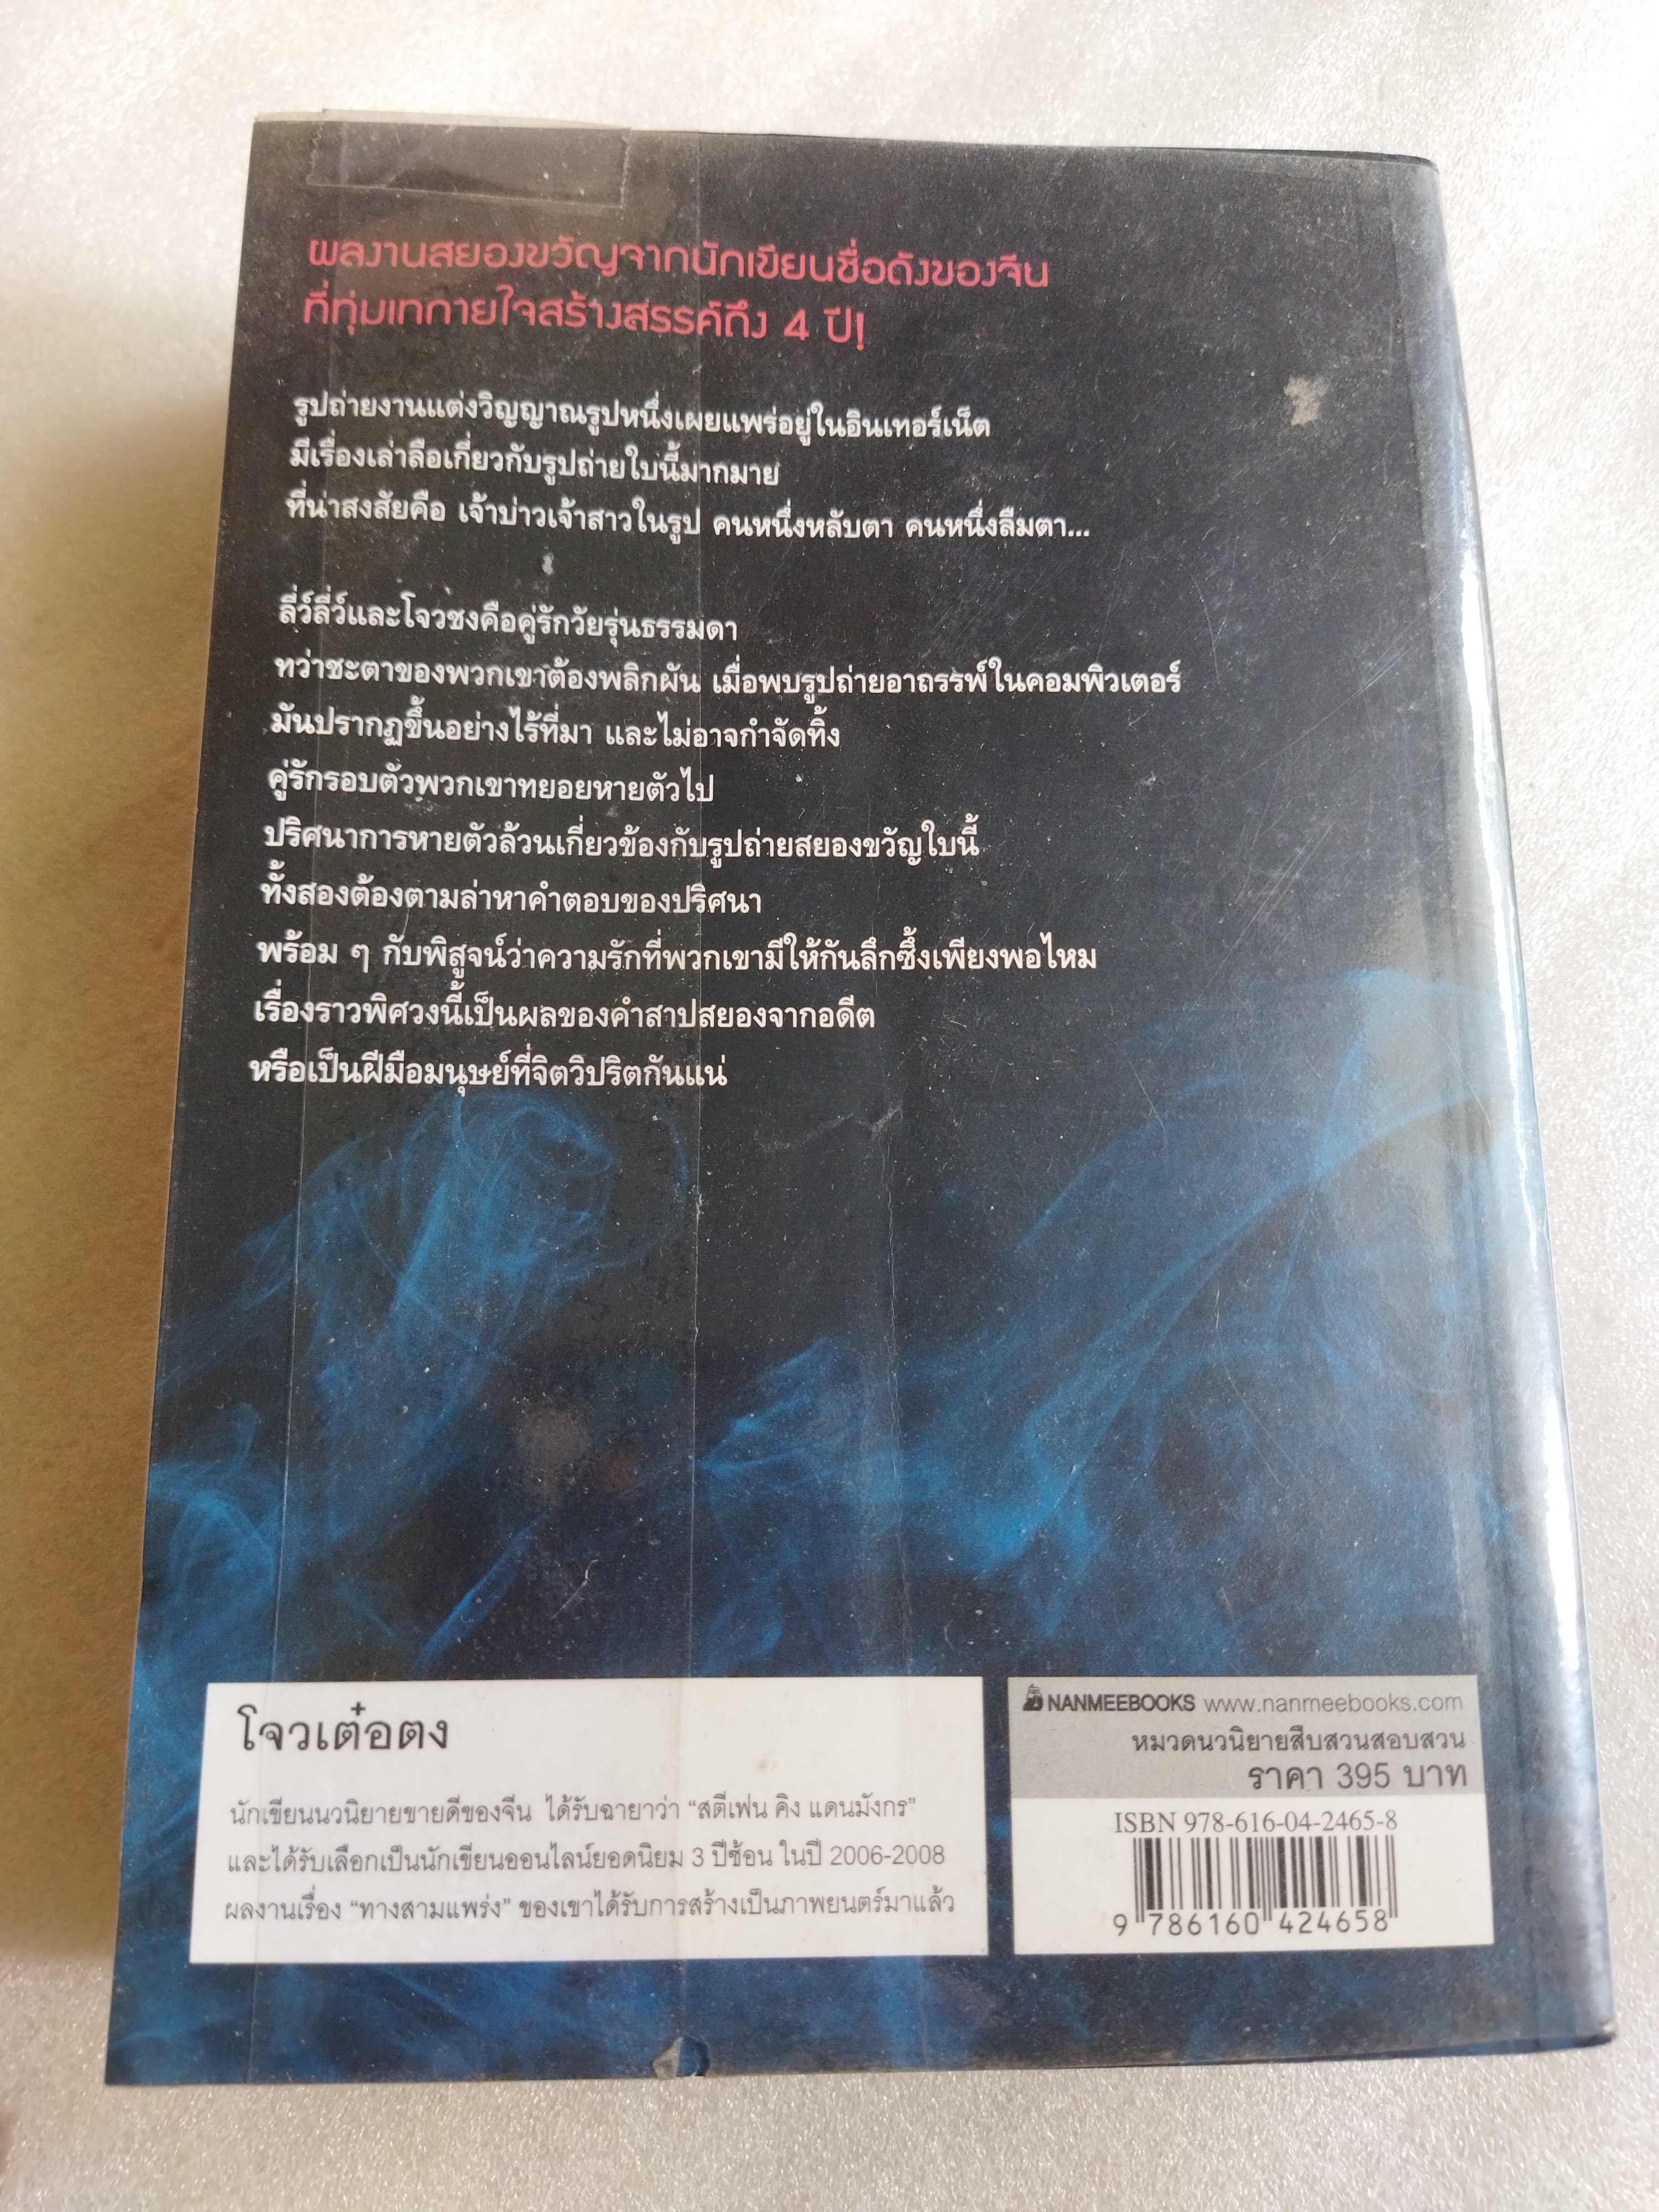 ผลงานสยองขวัญจากนักเขียนชื่อดังของจีน
ที่ทุ่มเทกายใจสร้างสรรค์ถึง 4 ปี!
รูปถ่ายงานแต่งวิญญาณรูปหนึ่งเผยแพร่อยู่ในอินเทอร์เน็ต
มีเรื่องเล่าลือเกี่ยวกับรูปถ่ายใบนี้มากมาย
ที่น่าสงสัยคือ เจ้าบ่าวเจ้าสาวในรูป คนหนึ่งหลับตา คนหนึ่งลืมตา...
ลี่ว์ลี่ว์และโจวชงคือคู่รักวัยรุ่นธรรมดา
ทว่าชะตาของพวกเขาต้องพลิกผัน เมื่อพบรูปถ่ายอาถรรพ์ในคอมพิวเตอร์
มันปรากฏขึ้นอย่างไร้ที่มา และไม่อาจกำจัดทิ้ง
คู่รักรอบตัวพวกเขาทยอยหายตัวไป
ปริศนาการหายตัวล้วนเกี่ยวข้องกับรูปถ่ายสยองขวัญใบนี้
ทั้งสองต้องตามล่าหาคำตอบของปริศนา
พร้อม ๆ กับพิสูจน์ว่าความรักที่พวกเขามีให้กันลึกซึ้งเพียงพอไหม
เรื่องราวพิศวงนี้เป็นผลของคำสาปสยองจากอดีต
หรือเป็นฝีมือมนุษย์ที่จิตวิปริตกันแน่
โจวเต๋อตง
นักเขียนนวนิยายขายดีของจีน ได้รับฉายาว่า “สตีเฟน คิง แดนมังกร”
และได้รับเลือกเป็นนักเขียนออนไลน์ยอดนิยม 3 ปีซ้อน ในปี 2006-2008
ผลงานเรื่อง “ทางสามแพร่ง” ของเขาได้รับการสร้างเป็นภาพยนตร์มาแล้ว
NANMEEBOOKS www.nanmeebooks.com
หมวดนวนิยายสืบสวนสอบสวน
ราคา 395 บาท
ISBN 978-616-04-2465-8
9 786160 424658